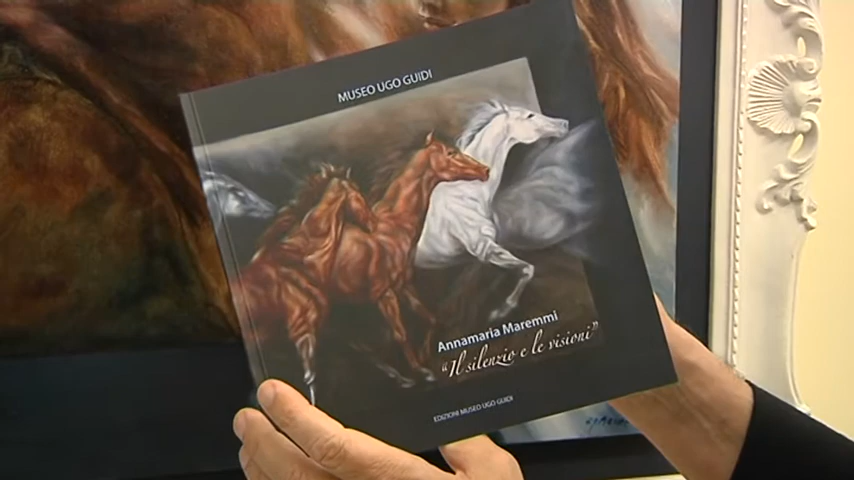 MUSEO UGO GUIDI
Annamaria Maremmi
“Il silenzio e le visioni”
EDIZIONI MUSEO UGO GUIDI